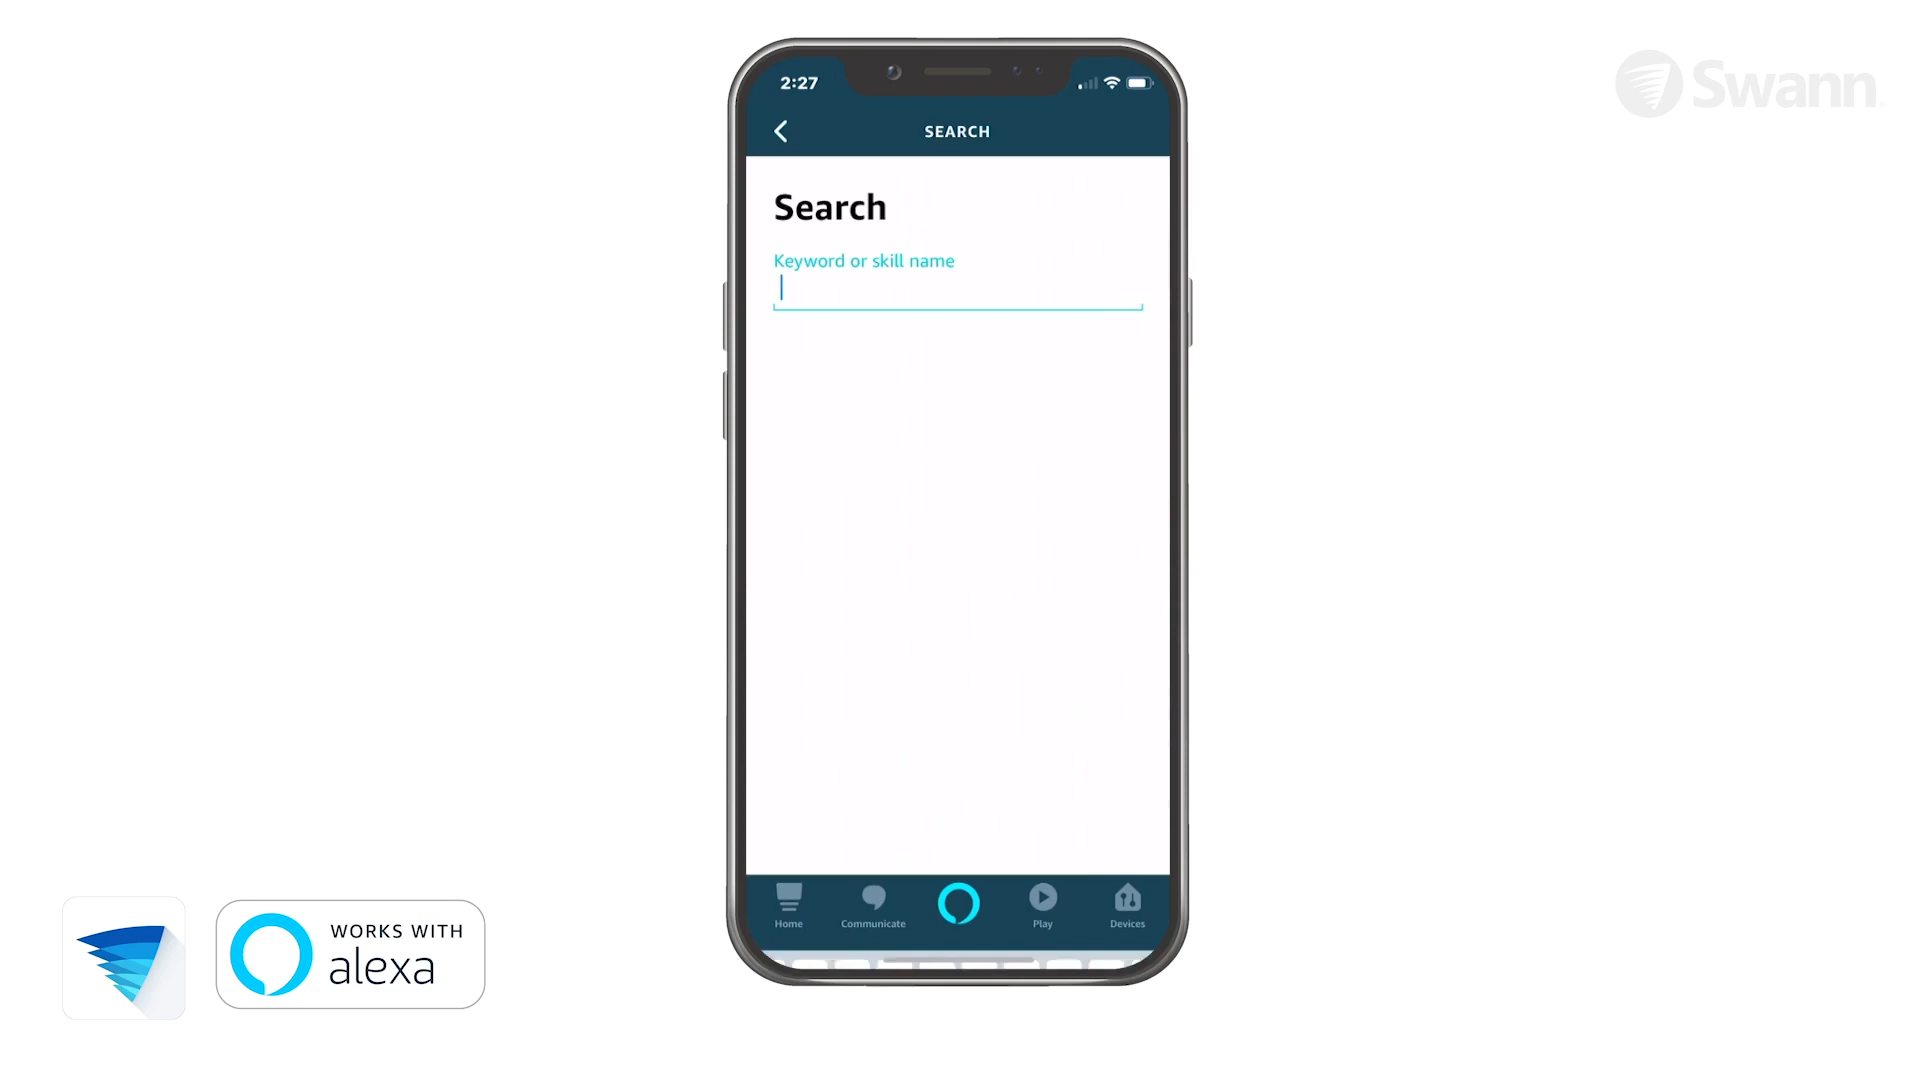 2:27
Swann
SEARCH
Search
Keyword or skill name
Home
Communicate
Play
Devices
WORKS WITH
alexa